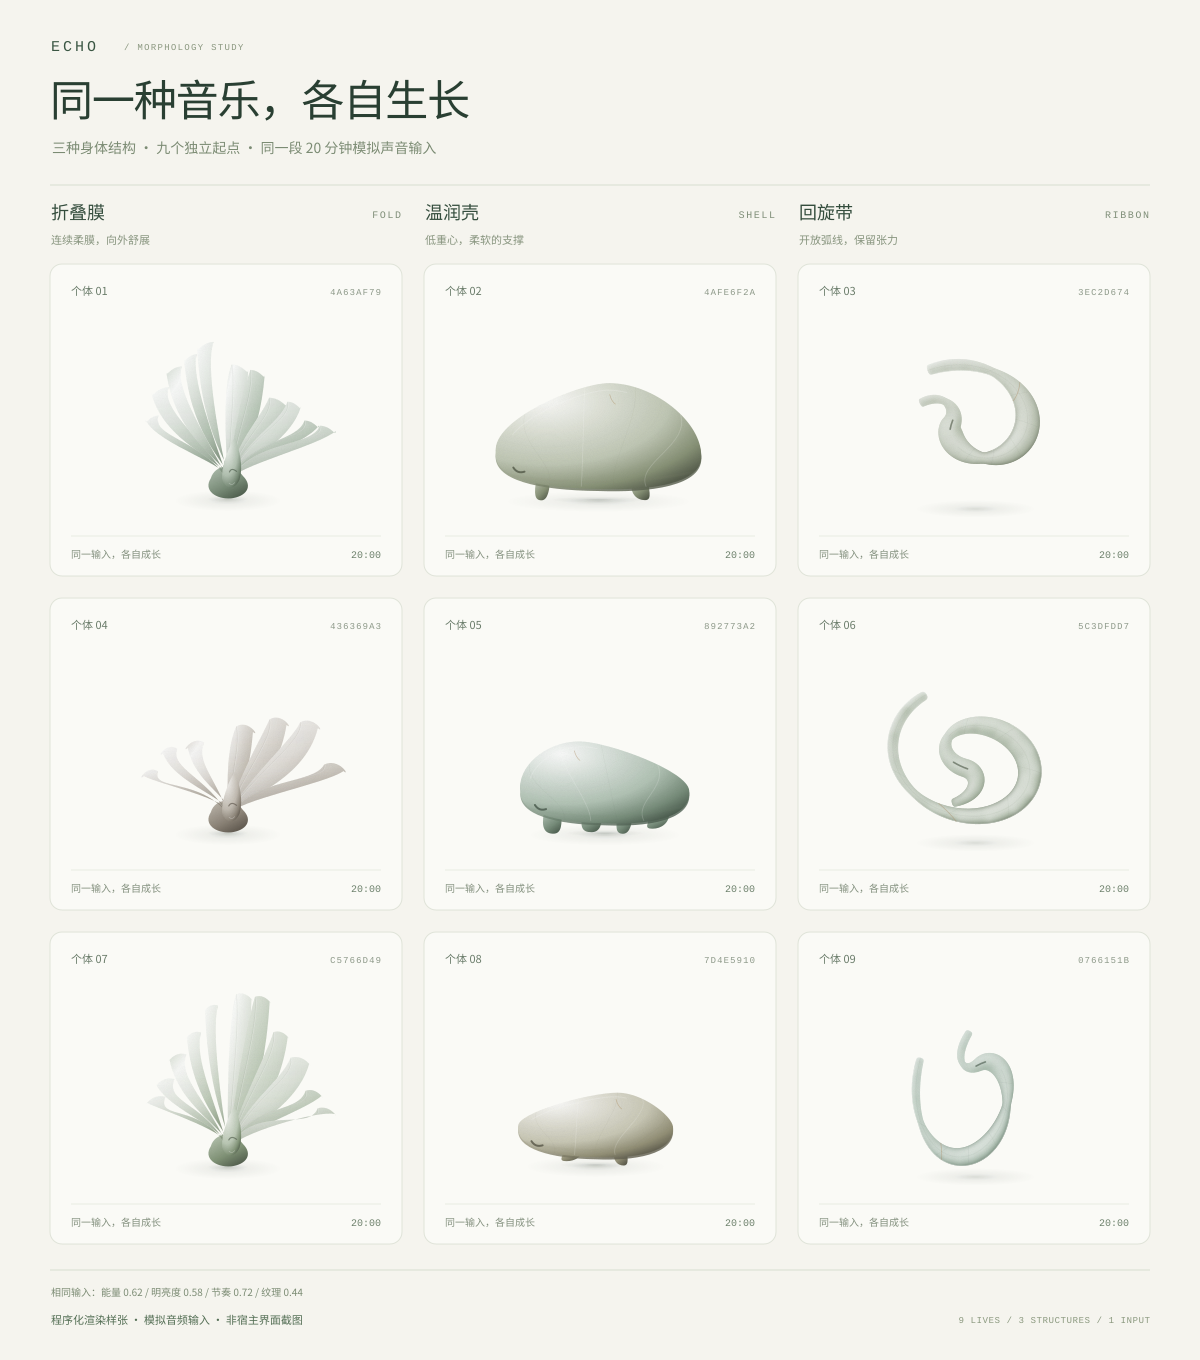 ECHO / MORPHOLOGY STUDY
同一种音乐，各自生长
三种身体结构 · 九个独立起点 · 同一段 20 分钟模拟声音输入
折叠膜 FOLD
连续柔膜，向外舒展
温润壳 SHELL
低重心，柔软的支撑
回旋带 RIBBON
开放弧线，保留张力
个体 01 4A63AF79
同一输入，各自成长 20:00
个体 02 4AFE6F2A
同一输入，各自成长 20:00
个体 03 3EC2D674
同一输入，各自成长 20:00
个体 04 436369A3
同一输入，各自成长 20:00
个体 05 892773A2
同一输入，各自成长 20:00
个体 06 5C3DFDD7
同一输入，各自成长 20:00
个体 07 C5766D49
同一输入，各自成长 20:00
个体 08 7D4E5910
同一输入，各自成长 20:00
个体 09 0766151B
同一输入，各自成长 20:00
相同输入：能量 0.62 / 明亮度 0.58 / 节奏 0.72 / 纹理 0.44
程序化渲染样张 · 模拟音频输入 · 非宿主界面截图
9 LIVES / 3 STRUCTURES / 1 INPUT